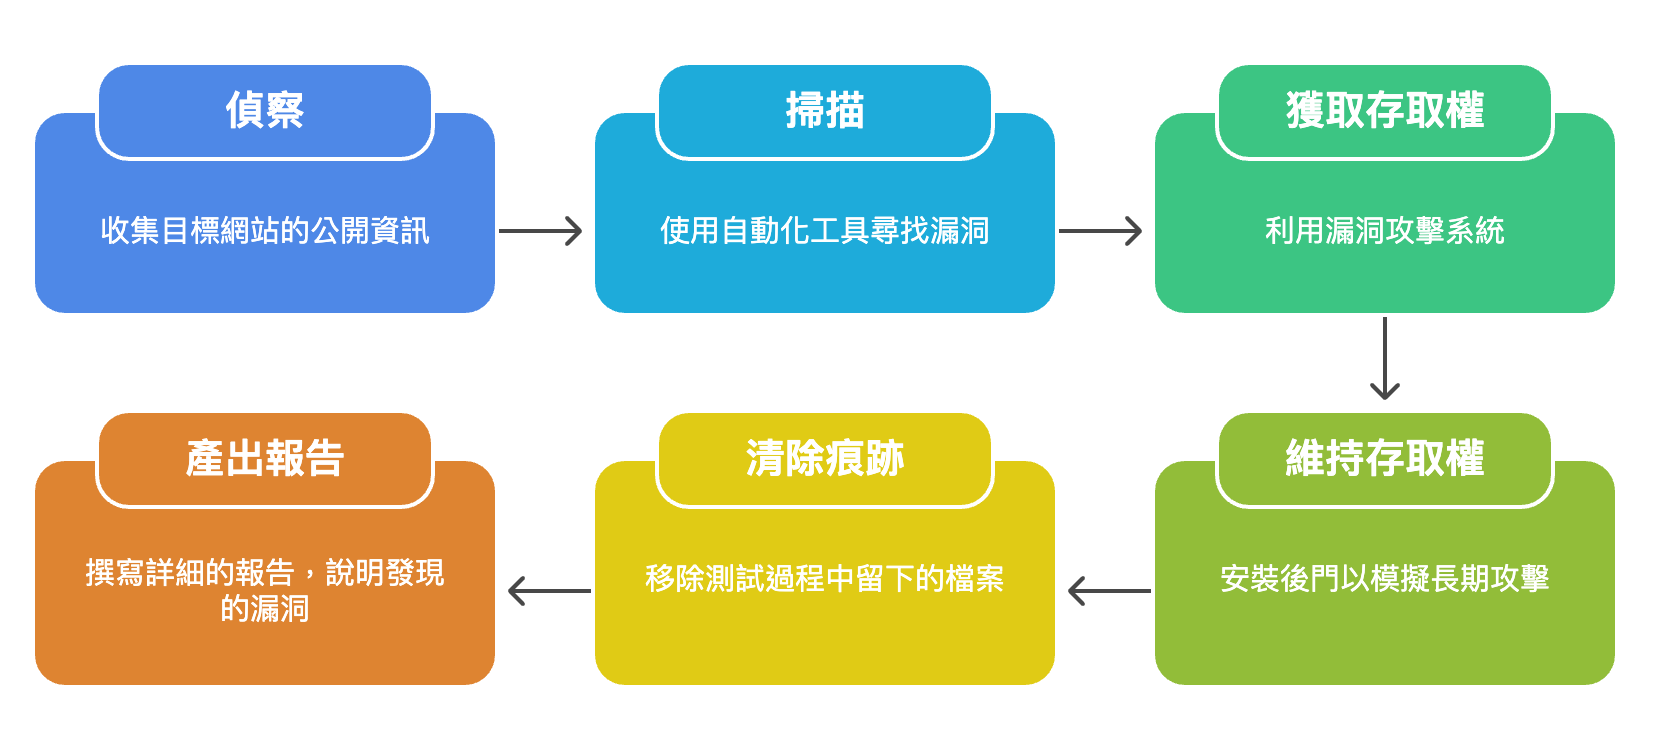 偵察
收集目標網站的公開資訊
掃描
使用自動化工具尋找漏洞
獲取存取權
利用漏洞攻擊系統
維持存取權
安裝後門以模擬長期攻擊
清除痕跡
移除測試過程中留下的檔案
產出報告
撰寫詳細的報告，說明發現
的漏洞